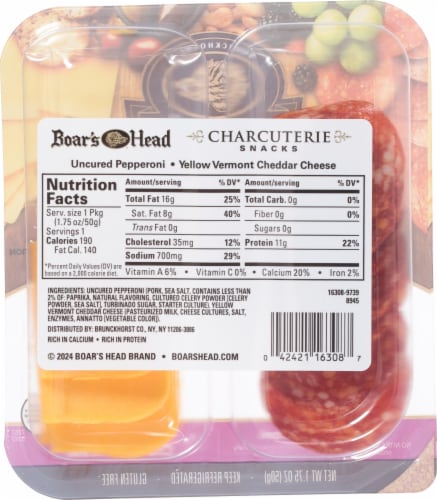 Boar's Head
CHARCUTERIE
SNACKS
Uncured Pepperoni • Yellow Vermont Cheddar Cheese
Nutrition
Facts
Serv. size 1 Pkg
(1.75 oz/50g)
Servings 1
Calories 190
Fat Cal. 140
*Percent Daily Values (DV) are
based on a 2,000 calorie diet.
Amount/serving % DV* Amount/serving % DV*
Total Fat 16g 25% Total Carb. 0g 0%
Sat. Fat 8g 40% Fiber 0g 0%
Trans Fat 0g Sugars 0g
Cholesterol 35mg 12% Protein 11g 22%
Sodium 700mg 29%
Vitamin A 6% • Vitamin C 0% • Calcium 20% • Iron 2%
INGREDIENTS: UNCURED PEPPERONI (PORK, SEA SALT. CONTAINS LESS THAN
2% OF: PAPRIKA, NATURAL FLAVORING, CULTURED CELERY POWDER [CELERY
POWDER, SEA SALT], TURBINADO SUGAR, STARTER CULTURE) YELLOW
VERMONT CHEDDAR CHEESE (PASTEURIZED MILK, CHEESE CULTURES, SALT,
ENZYMES, ANNATTO [VEGETABLE COLOR]).
DISTRIBUTED BY: BRUNCKHORST CO., NY, NY 11206-3986
RICH IN CALCIUM • RICH IN PROTEIN
© 2024 BOAR'S HEAD BRAND • BOARSHEAD.COM
16308-9739
0945
0 42421 16308 7
NET WT 1.75 OZ (50g) • KEEP REFRIGERATED • GLUTEN FREE